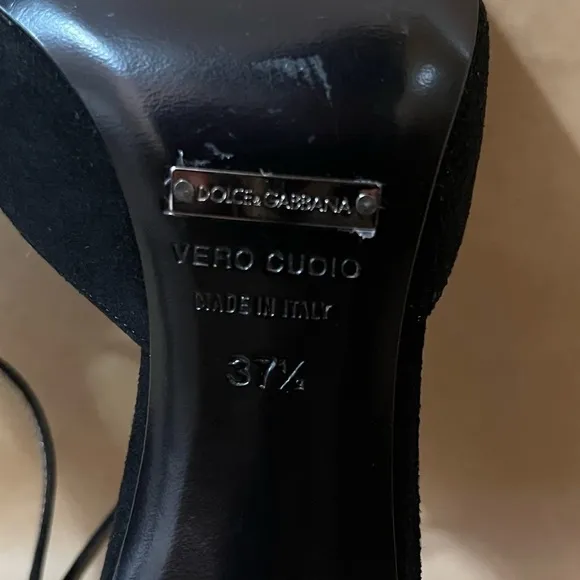 DOLCE & GABBANA
VERO CUOIO
MADE IN ITALY
37½